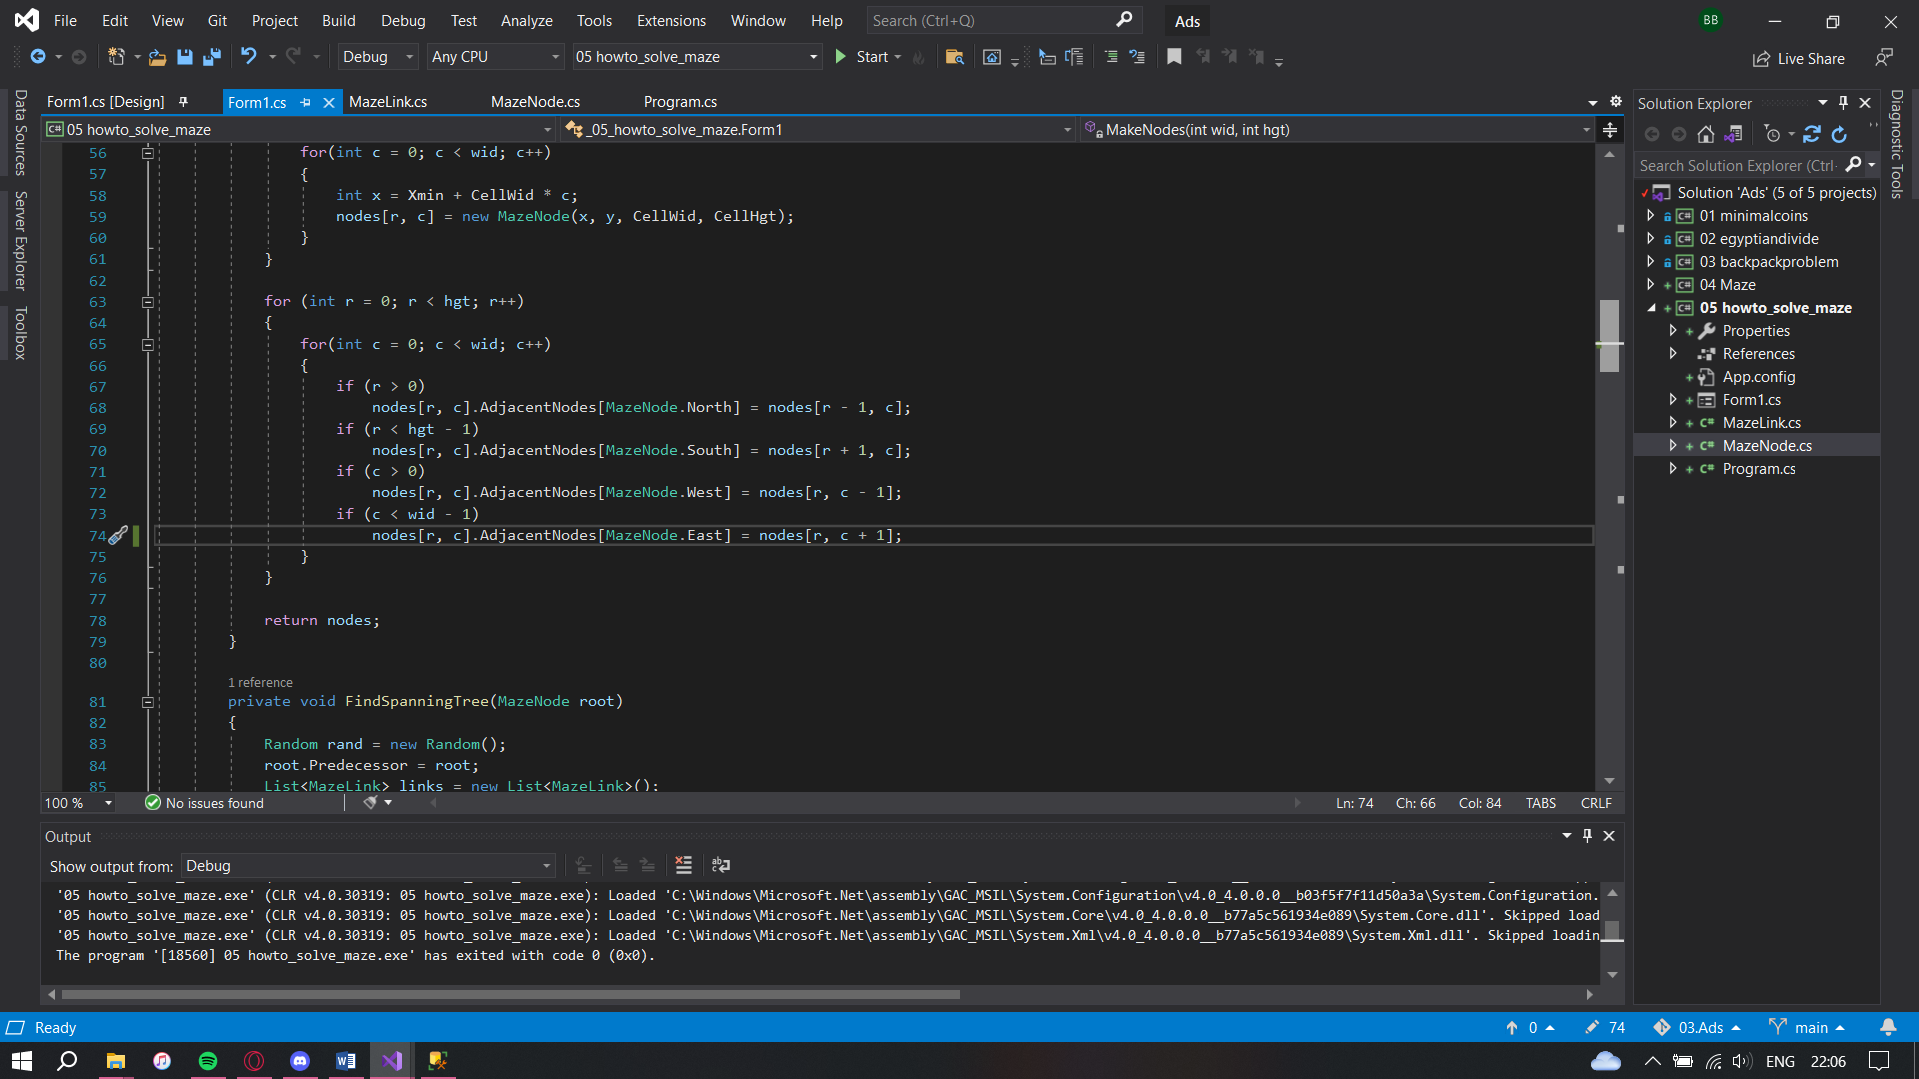 File Edit View Git Project Build Debug Test Analyze Tools Extensions Window Help Search (Ctrl+Q) Ads BB
Debug Any CPU 05 howto_solve_maze Start Live Share
Form1.cs [Design] Form1.cs MazeLink.cs MazeNode.cs Program.cs
05 howto_solve_maze _05_howto_solve_maze.Form1 MakeNodes(int wid, int hgt)
Data Sources
Server Explorer
Toolbox
56 for(int c = 0; c < wid; c++)
57 {
58 int x = Xmin + CellWid * c;
59 nodes[r, c] = new MazeNode(x, y, CellWid, CellHgt);
60 }
61 }
62
63 for (int r = 0; r < hgt; r++)
64 {
65 for(int c = 0; c < wid; c++)
66 {
67 if (r > 0)
68 nodes[r, c].AdjacentNodes[MazeNode.North] = nodes[r - 1, c];
69 if (r < hgt - 1)
70 nodes[r, c].AdjacentNodes[MazeNode.South] = nodes[r + 1, c];
71 if (c > 0)
72 nodes[r, c].AdjacentNodes[MazeNode.West] = nodes[r, c - 1];
73 if (c < wid - 1)
74 nodes[r, c].AdjacentNodes[MazeNode.East] = nodes[r, c + 1];
75 }
76 }
77
78 return nodes;
79 }
80
1 reference
81 private void FindSpanningTree(MazeNode root)
82 {
83 Random rand = new Random();
84 root.Predecessor = root;
85 List<MazeLink> links = new List<MazeLink>();
100 % No issues found Ln: 74 Ch: 66 Col: 84 TABS CRLF
Output
Show output from: Debug
'05 howto_solve_maze.exe' (CLR v4.0.30319: 05 howto_solve_maze.exe): Loaded 'C:\Windows\Microsoft.Net\assembly\GAC_MSIL\System.Configuration\v4.0_4.0.0.0__b03f5f7f11d50a3a\System.Configuration.
'05 howto_solve_maze.exe' (CLR v4.0.30319: 05 howto_solve_maze.exe): Loaded 'C:\Windows\Microsoft.Net\assembly\GAC_MSIL\System.Core\v4.0_4.0.0.0__b77a5c561934e089\System.Core.dll'. Skipped load
'05 howto_solve_maze.exe' (CLR v4.0.30319: 05 howto_solve_maze.exe): Loaded 'C:\Windows\Microsoft.Net\assembly\GAC_MSIL\System.Xml\v4.0_4.0.0.0__b77a5c561934e089\System.Xml.dll'. Skipped loadin
The program '[18560] 05 howto_solve_maze.exe' has exited with code 0 (0x0).
Solution Explorer
Search Solution Explorer (Ctrl-
Solution 'Ads' (5 of 5 projects)
C# 01 minimalcoins
C# 02 egyptiandivide
C# 03 backpackproblem
C# 04 Maze
C# 05 howto_solve_maze
Properties
References
App.config
Form1.cs
C# MazeLink.cs
C# MazeNode.cs
C# Program.cs
Diagnostic Tools
Ready 0 74 03.Ads main
ENG 22:06